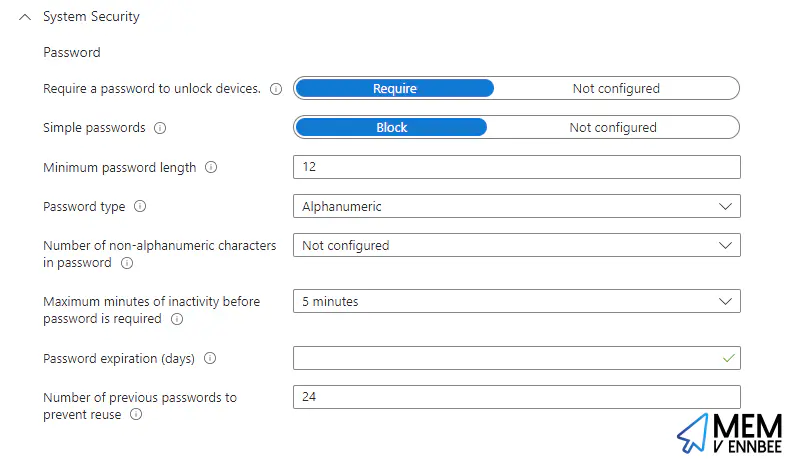 System Security
Password
Require a password to unlock devices.
Require
Not configured
Simple passwords
Block
Not configured
Minimum password length
12
Password type
Alphanumeric
Number of non-alphanumeric characters
in password
Not configured
Maximum minutes of inactivity before
password is required
5 minutes
Password expiration (days)
Number of previous passwords to
prevent reuse
24
MEM
V ENNBEE